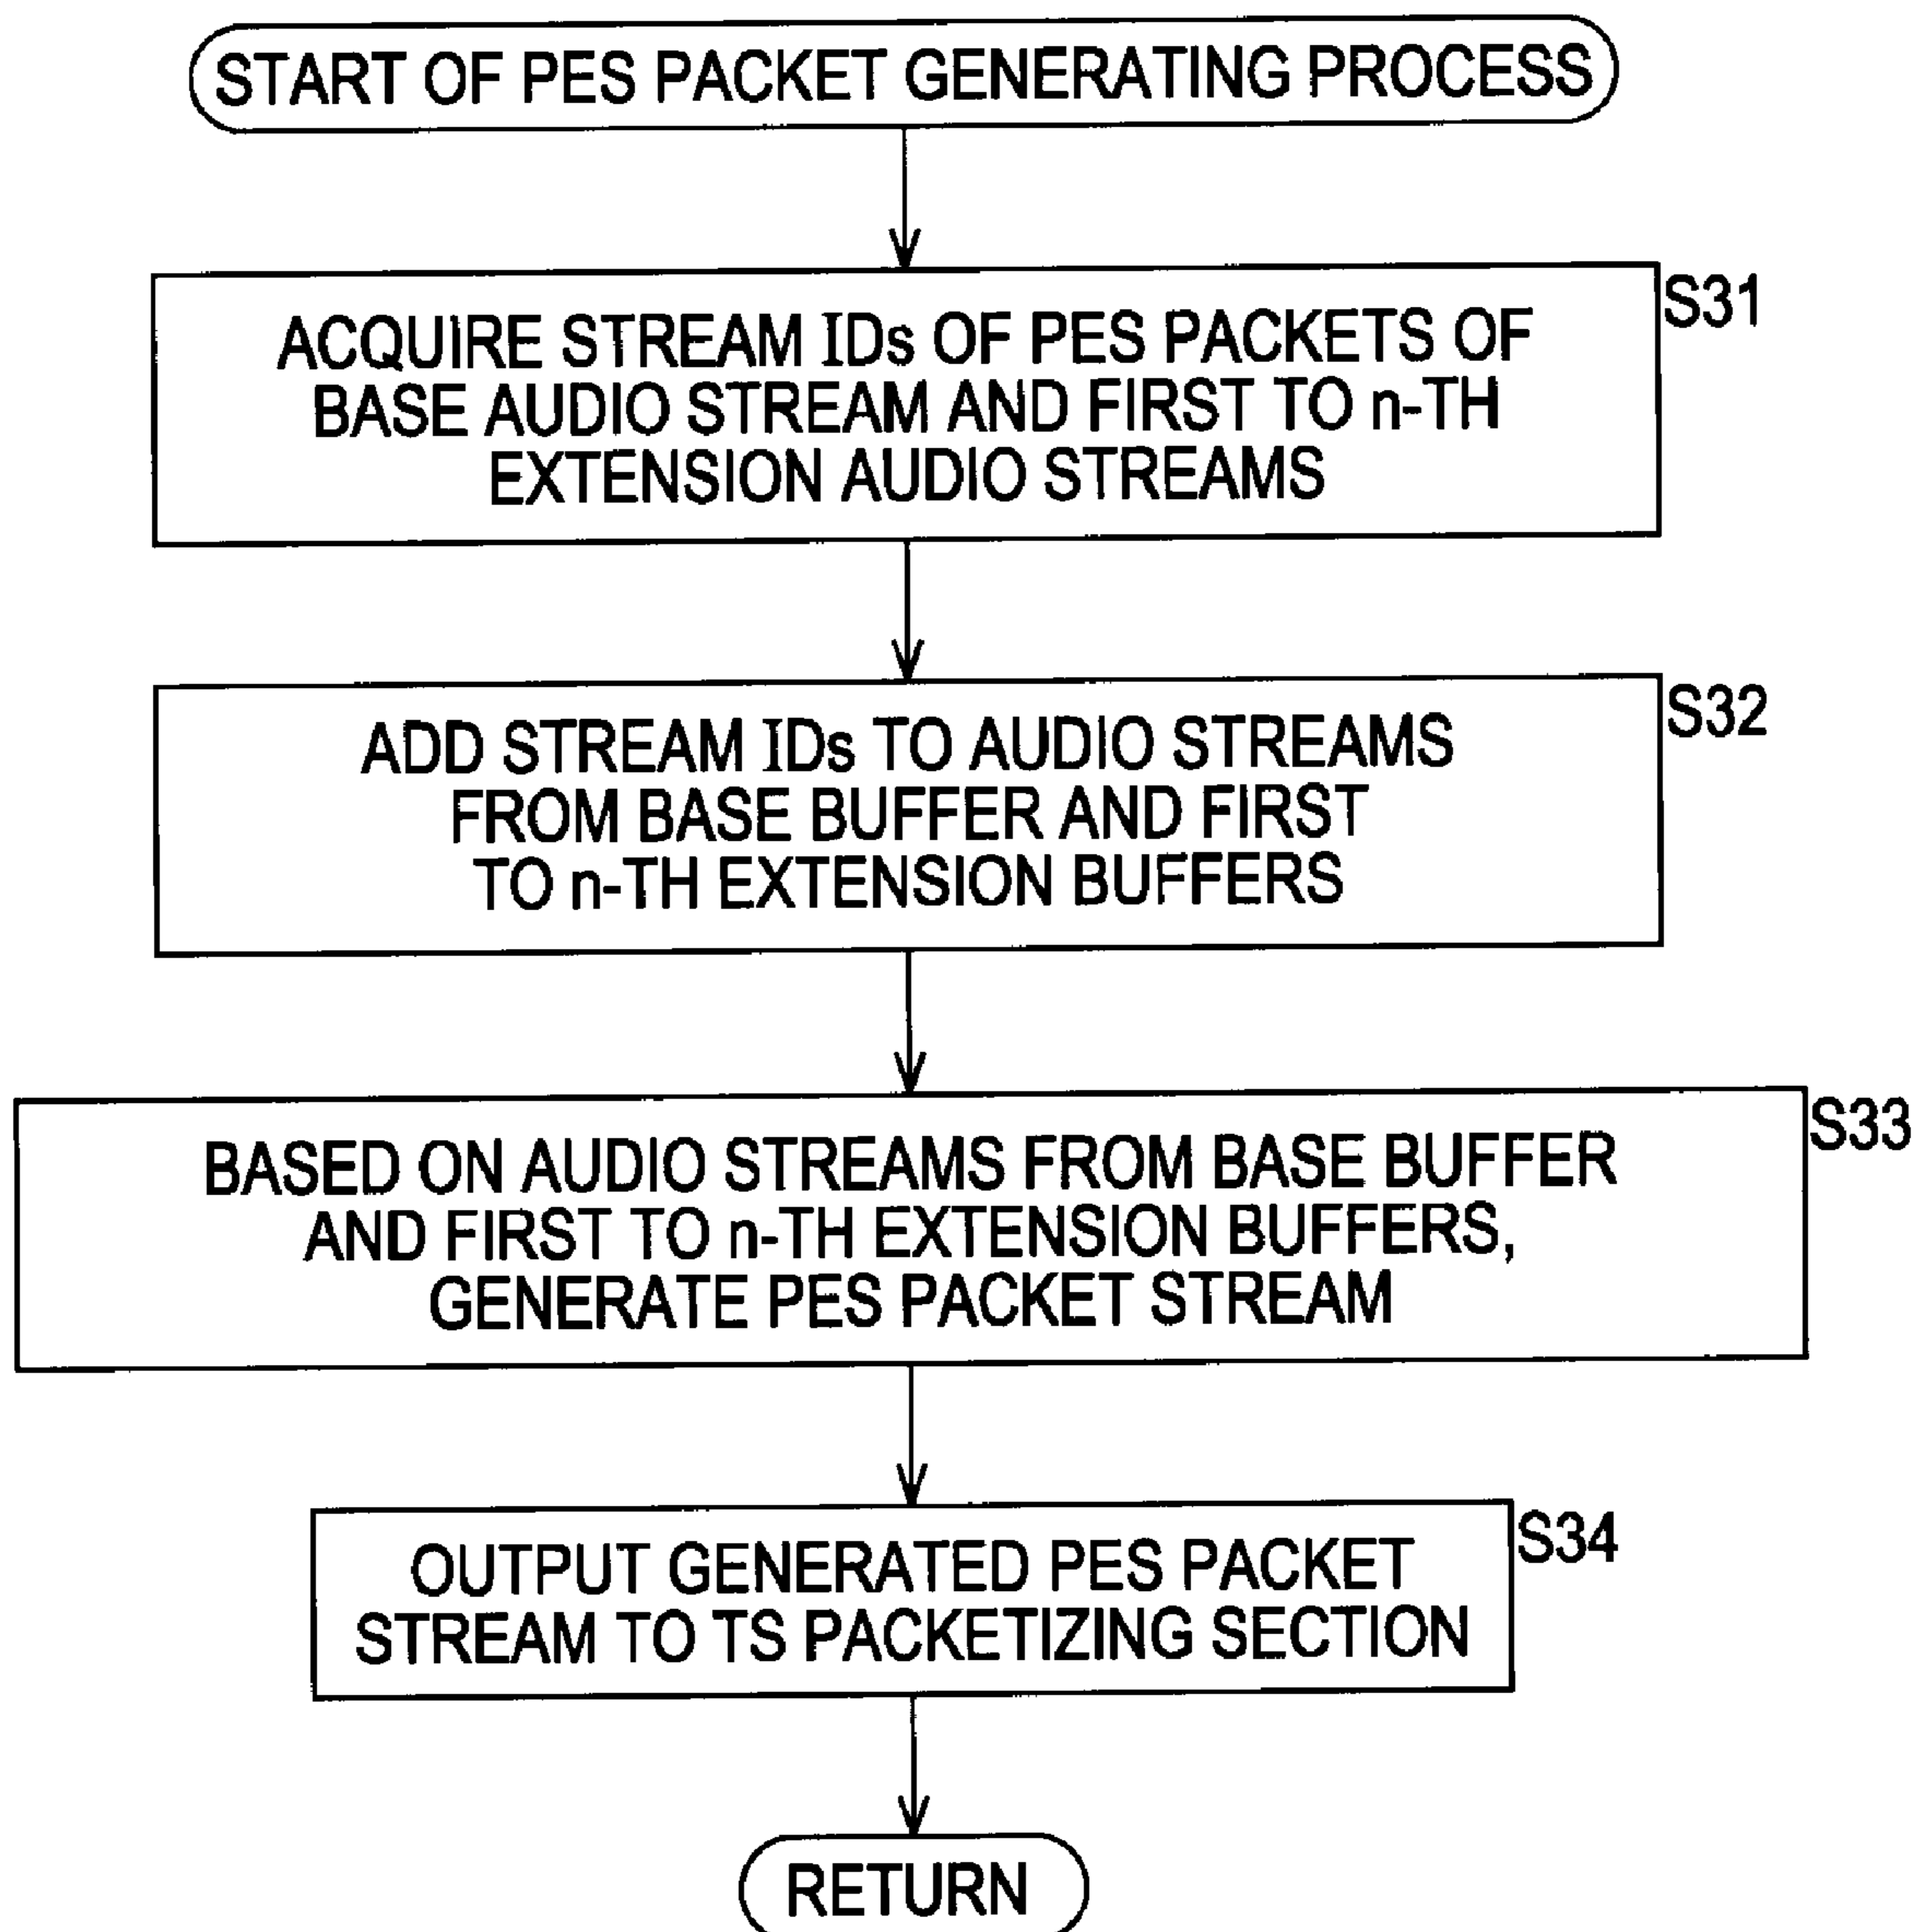 START OF PES PACKET GENERATING PROCESS
S31
ACQUIRE STREAM IDs OF PES PACKETS OF
BASE AUDIO STREAM AND FIRST TO n-TH
EXTENSION AUDIO STREAMS
S32
ADD STREAM IDs TO AUDIO STREAMS
FROM BASE BUFFER AND FIRST
TO n-TH EXTENSION BUFFERS
S33
BASED ON AUDIO STREAMS FROM BASE BUFFER
AND FIRST TO n-TH EXTENSION BUFFERS,
GENERATE PES PACKET STREAM
S34
OUTPUT GENERATED PES PACKET
STREAM TO TS PACKETIZING SECTION
RETURN